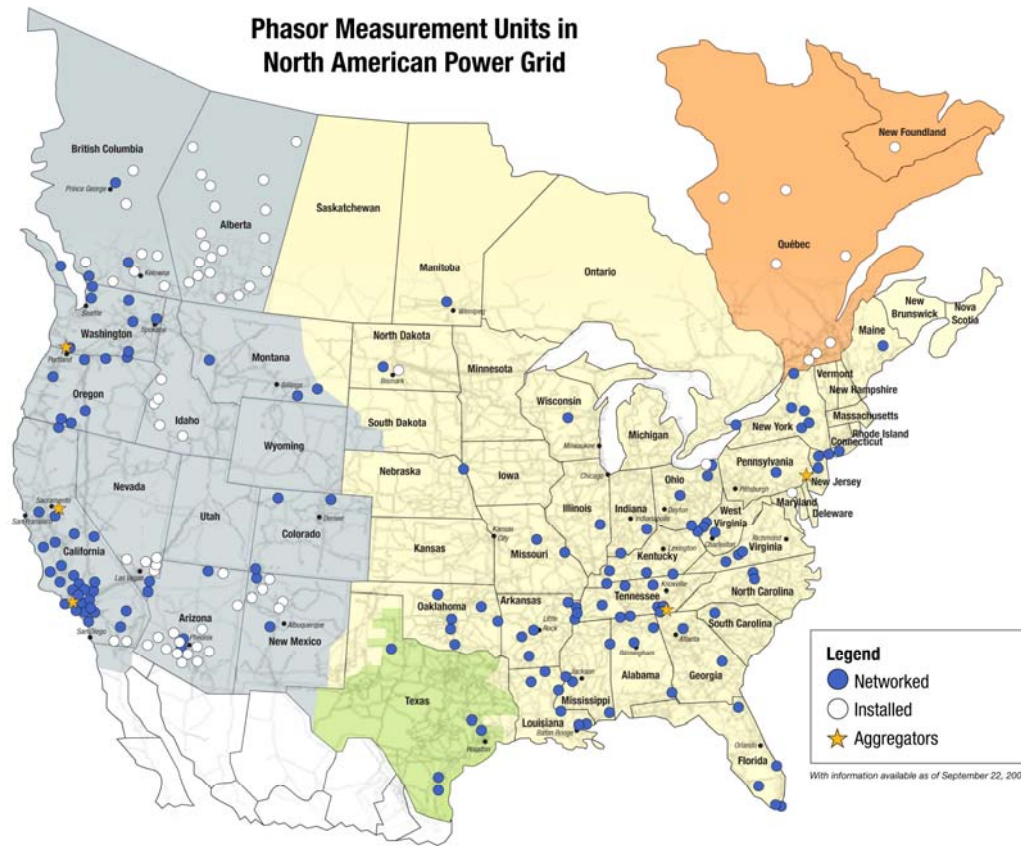 Phasor Measurement Units in
North American Power Grid
British Columbia
Prince George
Alberta
Saskatchewan
Manitoba
Winnipeg
Ontario
New Foundland
Québec
New
Brunswick
Nova
Scotia
Maine
Kelowna
Seattle
Washington
Spokane
Portland
Oregon
Idaho
Montana
Billings
North Dakota
Bismark
South Dakota
Minnesota
Wisconsin
Milwaukee
Michigan
Vermont
New Hampshire
Massachusetts
Rhode Island
Connecticut
New York
Wyoming
Nebraska
Iowa
Chicago
Pennsylvania
Pittsburgh
New Jersey
Maryland
Deleware
Ohio
Dayton
Indiana
Indianapolis
Illinois
West
Virginia
Charleston
Richmond
Virginia
Nevada
Sacramento
San Francisco
California
Utah
Colorado
Denver
Kansas
Kansas
City
Missouri
Kentucky
Lexington
Knoxville
Tennessee
North Carolina
South Carolina
Las Vegas
Arizona
Phoenix
San Diego
New Mexico
Albuquerque
Oaklahoma
Arkansas
Little
Rock
Birmingham
Atlanta
Alabama
Georgia
Jackson
Mississippi
Louisiana
Baton Rouge
Texas
Houston
Orlando
Florida
Legend
Networked
Installed
Aggregators
With information available as of September 22, 200